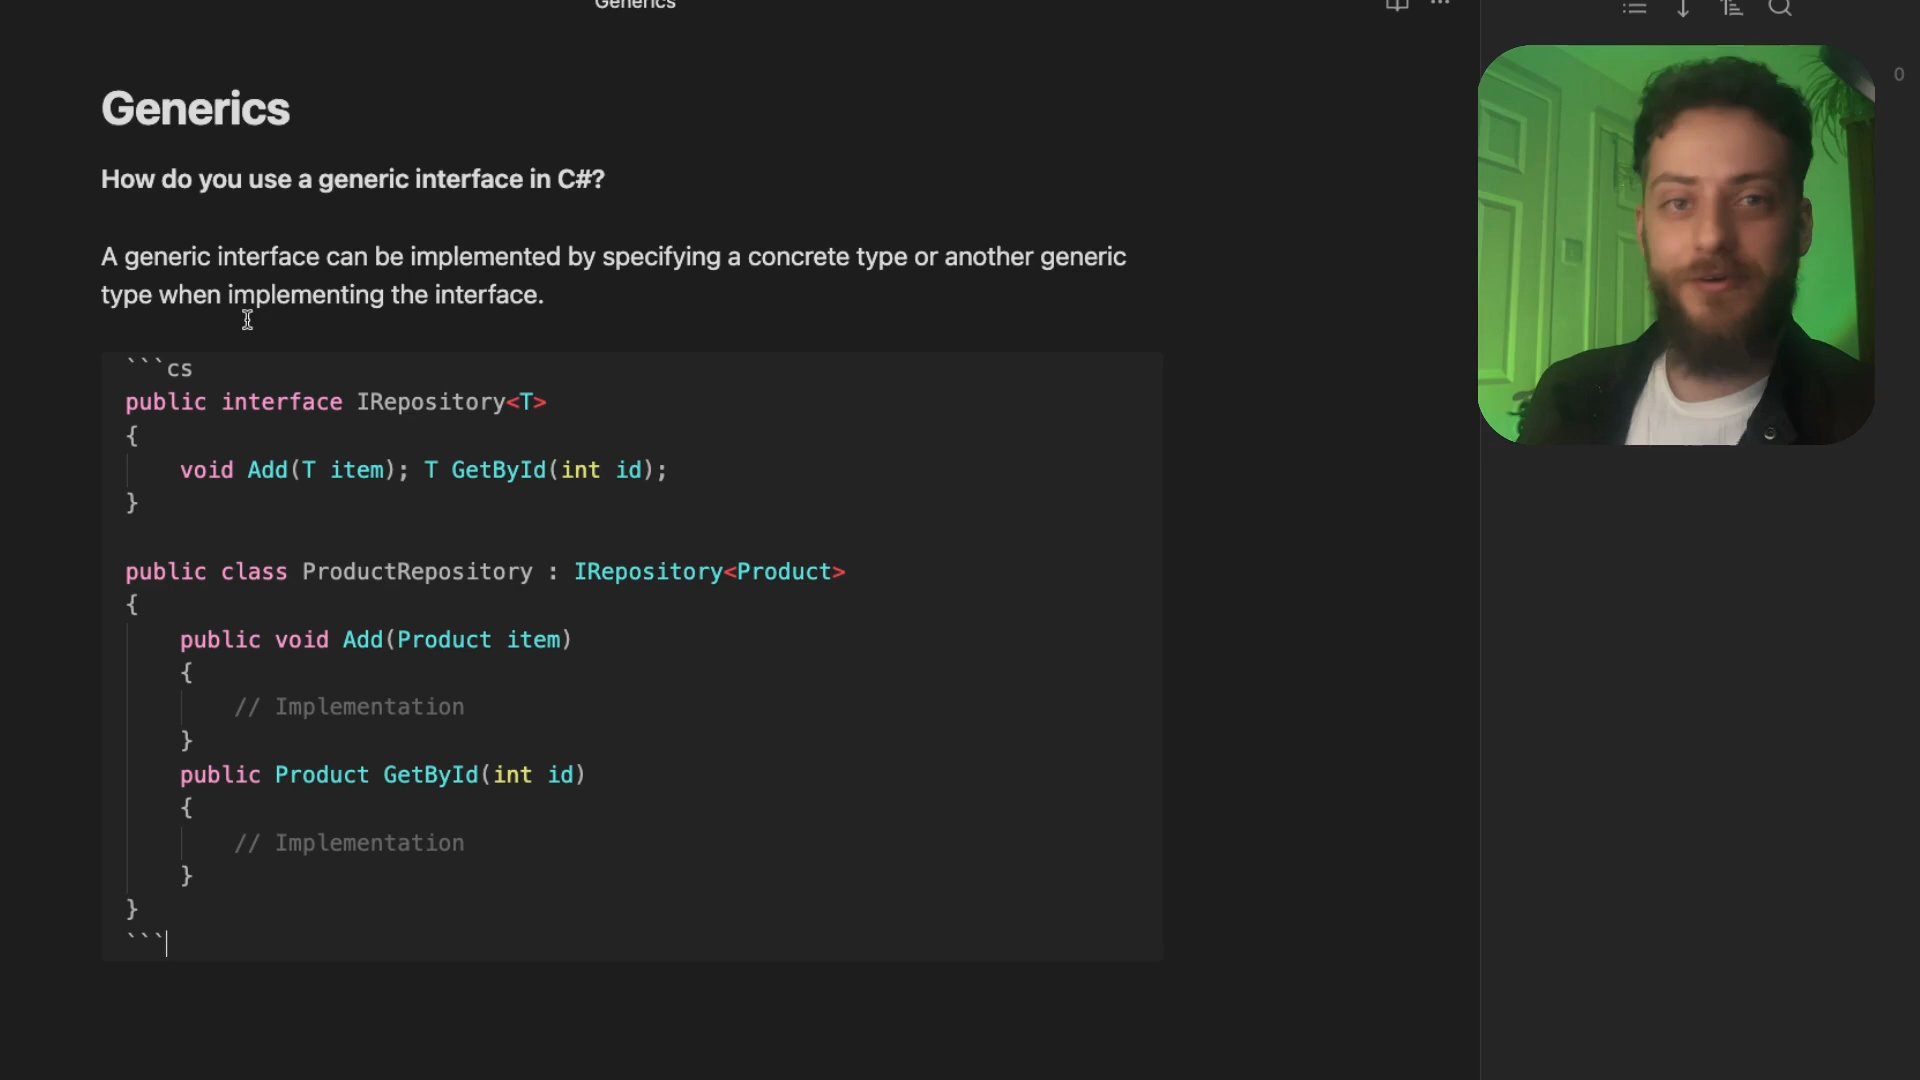 Generics
0
Generics
How do you use a generic interface in C#?
A generic interface can be implemented by specifying a concrete type or another generic
type when implementing the interface.
```cs
public interface IRepository<T>
{
void Add(T item); T GetById(int id);
}
public class ProductRepository : IRepository<Product>
{
public void Add(Product item)
{
// Implementation
}
public Product GetById(int id)
{
// Implementation
}
}
```